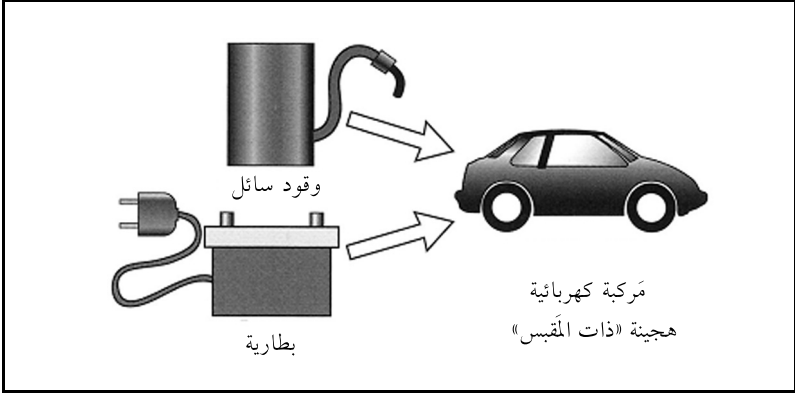 وقود سائل
بطارية
مَركبة كهربائية
هجينة «ذات المَقبس»